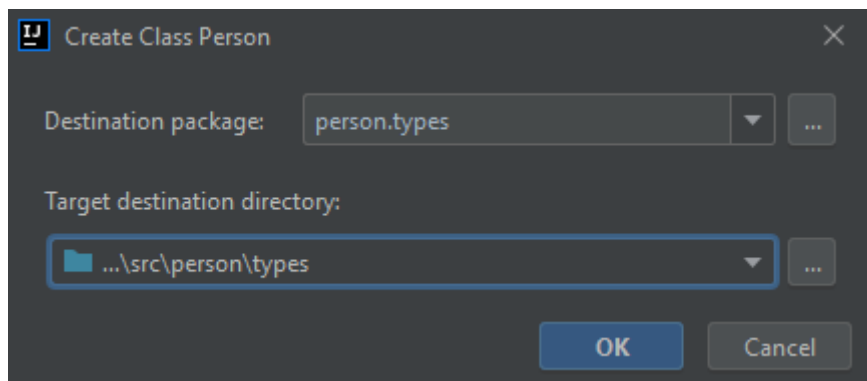 IJ Create Class Person
Destination package: person.types ...
Target destination directory:
...\src\person\types ...
OK Cancel